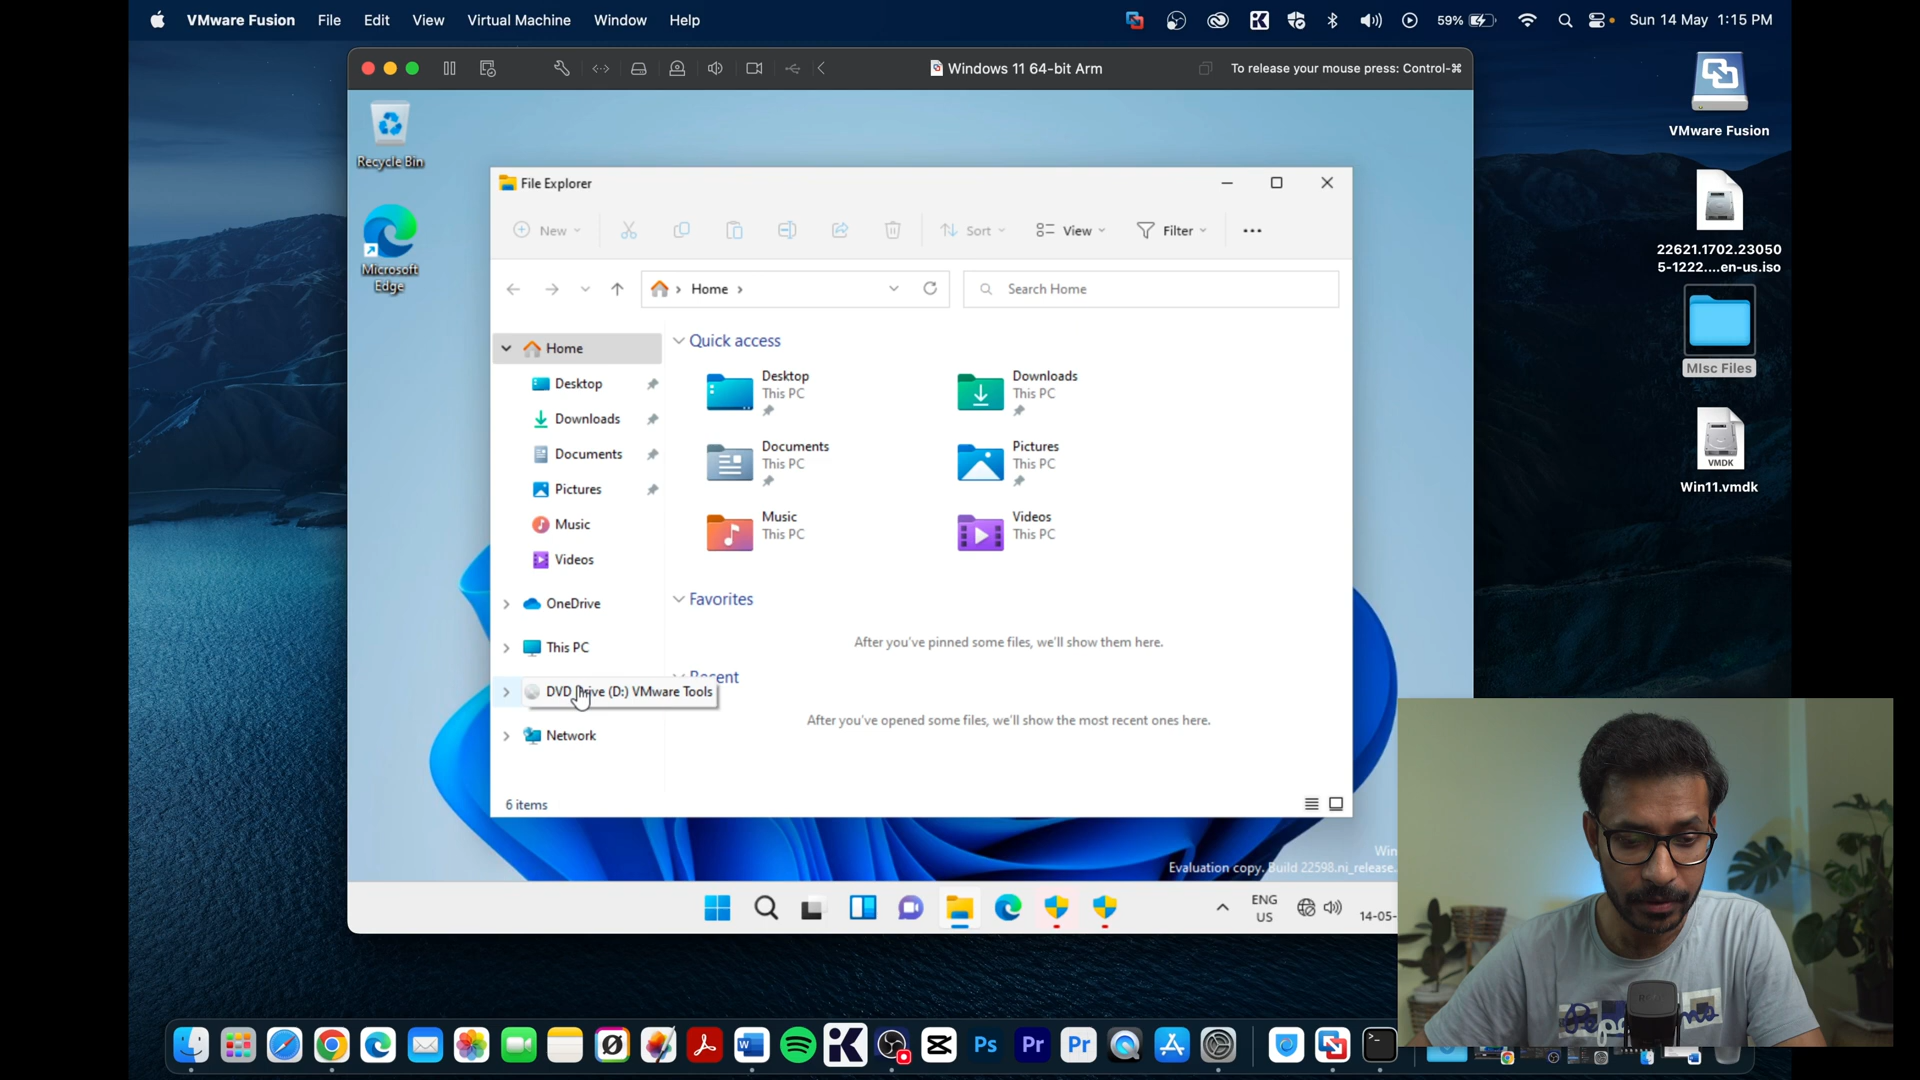 VMware Fusion File Edit View Virtual Machine Window Help 59% Sun 14 May 1:15 PM
Windows 11 64-bit Arm To release your mouse press: Control-⌘
Recycle Bin
Microsoft
Edge
VMware Fusion
22621.1702.23050
5-1222....en-us.iso
MIsc Files
VMDK
Win11.vmdk
File Explorer
New Sort View Filter
Home Search Home
Home
Desktop
Downloads
Documents
Pictures
Music
Videos
OneDrive
This PC
DVD Drive (D:) VMware Tools
Network
Quick access
Desktop
This PC
Downloads
This PC
Documents
This PC
Pictures
This PC
Music
This PC
Videos
This PC
Favorites
After you've pinned some files, we'll show them here.
Recent
After you've opened some files, we'll show the most recent ones here.
6 items
Win
Evaluation copy. Build 22598.ni_release.
ENG
US
14-05-
Ps Pr Pr